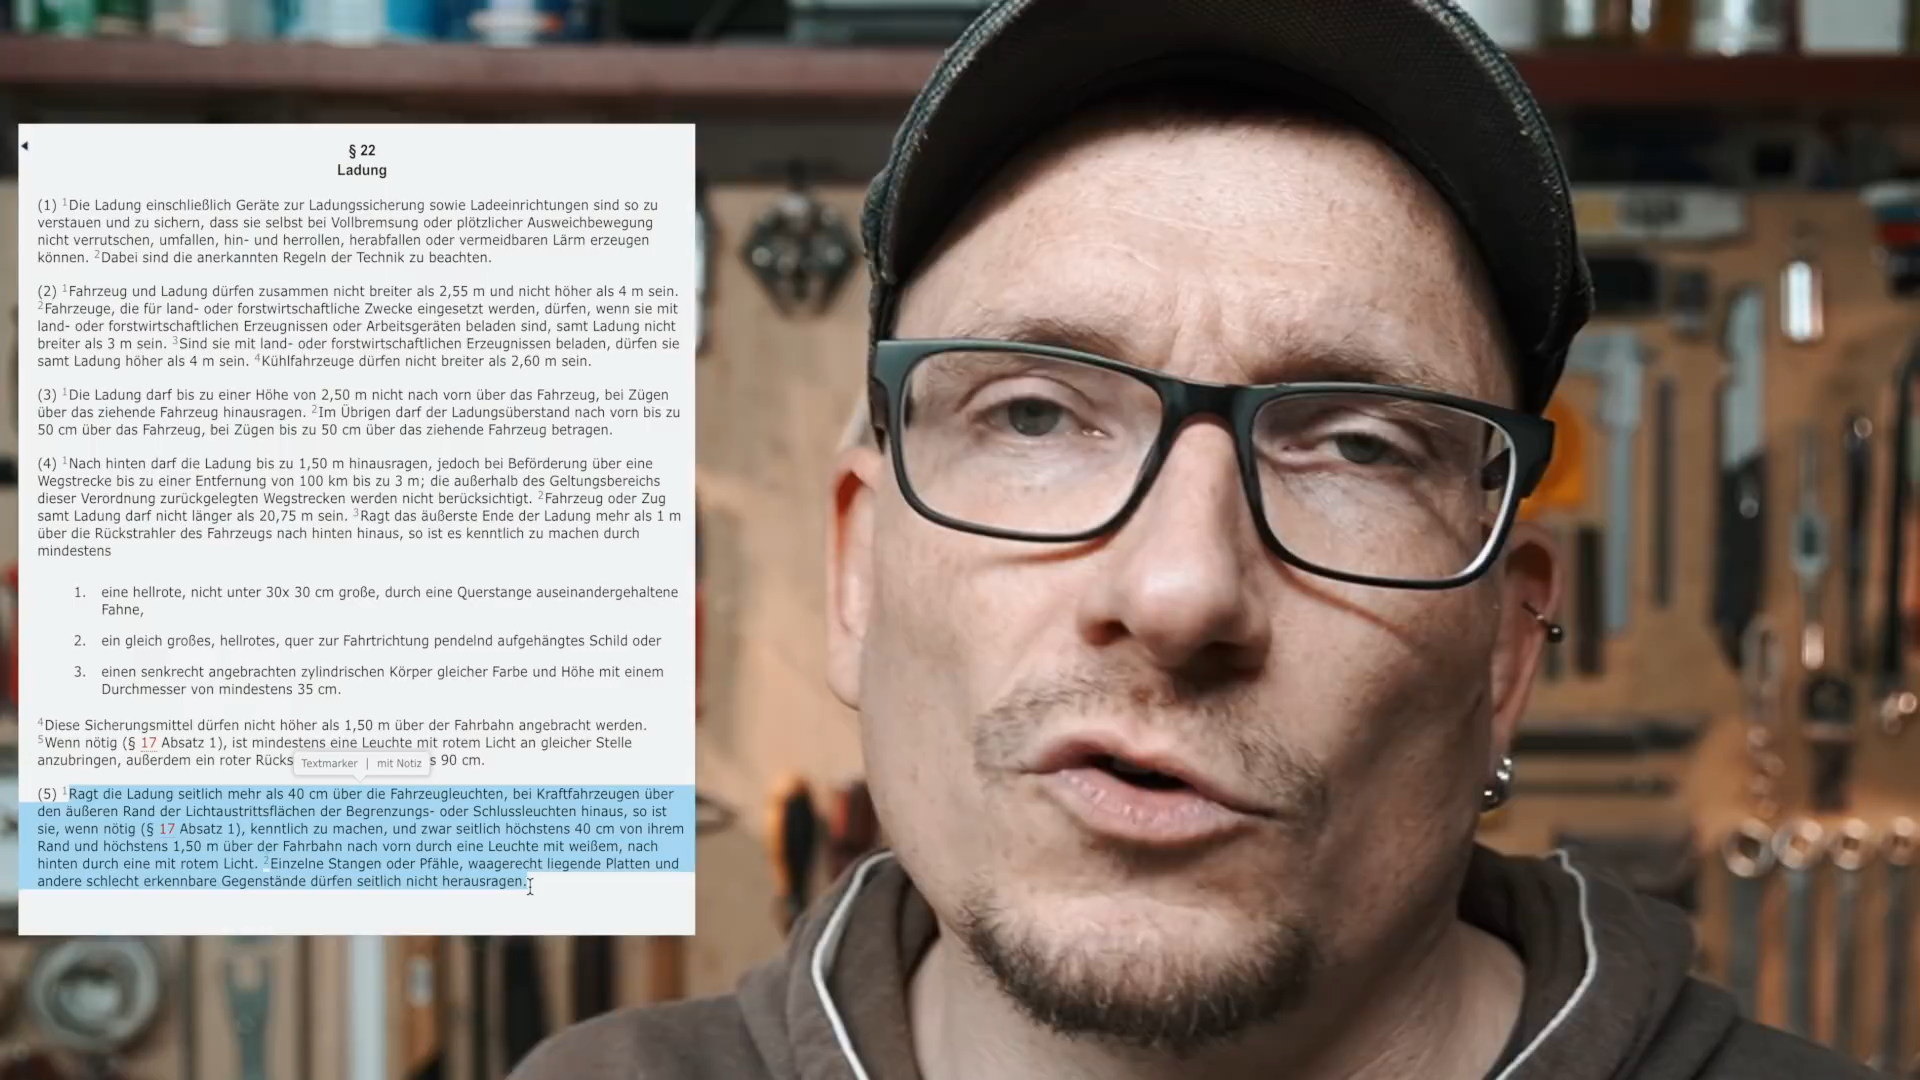 § 22
Ladung
(1) 1Die Ladung einschließlich Geräte zur Ladungssicherung sowie Ladeeinrichtungen sind so zu
verstauen und zu sichern, dass sie selbst bei Vollbremsung oder plötzlicher Ausweichbewegung
nicht verrutschen, umfallen, hin- und herrollen, herabfallen oder vermeidbaren Lärm erzeugen
können. 2Dabei sind die anerkannten Regeln der Technik zu beachten.
(2) 1Fahrzeug und Ladung dürfen zusammen nicht breiter als 2,55 m und nicht höher als 4 m sein.
2Fahrzeuge, die für land- oder forstwirtschaftliche Zwecke eingesetzt werden, dürfen, wenn sie mit
land- oder forstwirtschaftlichen Erzeugnissen oder Arbeitsgeräten beladen sind, samt Ladung nicht
breiter als 3 m sein. 3Sind sie mit land- oder forstwirtschaftlichen Erzeugnissen beladen, dürfen sie
samt Ladung höher als 4 m sein. 4Kühlfahrzeuge dürfen nicht breiter als 2,60 m sein.
(3) 1Die Ladung darf bis zu einer Höhe von 2,50 m nicht nach vorn über das Fahrzeug, bei Zügen
über das ziehende Fahrzeug hinausragen. 2Im Übrigen darf der Ladungsüberstand nach vorn bis zu
50 cm über das Fahrzeug, bei Zügen bis zu 50 cm über das ziehende Fahrzeug betragen.
(4) 1Nach hinten darf die Ladung bis zu 1,50 m hinausragen, jedoch bei Beförderung über eine
Wegstrecke bis zu einer Entfernung von 100 km bis zu 3 m; die außerhalb des Geltungsbereichs
dieser Verordnung zurückgelegten Wegstrecken werden nicht berücksichtigt. 2Fahrzeug oder Zug
samt Ladung darf nicht länger als 20,75 m sein. 3Ragt das äußerste Ende der Ladung mehr als 1 m
über die Rückstrahler des Fahrzeugs nach hinten hinaus, so ist es kenntlich zu machen durch
mindestens
1. eine hellrote, nicht unter 30x 30 cm große, durch eine Querstange auseinandergehaltene
Fahne,
2. ein gleich großes, hellrotes, quer zur Fahrtrichtung pendelnd aufgehängtes Schild oder
3. einen senkrecht angebrachten zylindrischen Körper gleicher Farbe und Höhe mit einem
Durchmesser von mindestens 35 cm.
4Diese Sicherungsmittel dürfen nicht höher als 1,50 m über der Fahrbahn angebracht werden.
5Wenn nötig (§ 17 Absatz 1), ist mindestens eine Leuchte mit rotem Licht an gleicher Stelle
anzubringen, außerdem ein roter Rücks s 90 cm.
Textmarker | mit Notiz
(5) 1Ragt die Ladung seitlich mehr als 40 cm über die Fahrzeugleuchten, bei Kraftfahrzeugen über
den äußeren Rand der Lichtaustrittsflächen der Begrenzungs- oder Schlussleuchten hinaus, so ist
sie, wenn nötig (§ 17 Absatz 1), kenntlich zu machen, und zwar seitlich höchstens 40 cm von ihrem
Rand und höchstens 1,50 m über der Fahrbahn nach vorn durch eine Leuchte mit weißem, nach
hinten durch eine mit rotem Licht. 2Einzelne Stangen oder Pfähle, waagerecht liegende Platten und
andere schlecht erkennbare Gegenstände dürfen seitlich nicht herausragen.